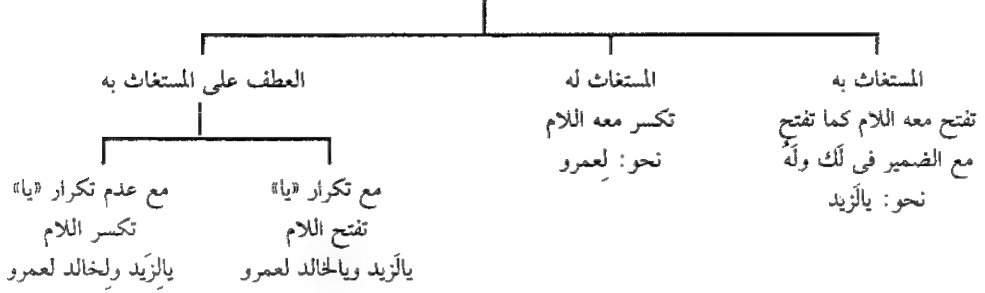 المستغاث به
تفتح معه اللام كما تفتح
مع الضمير فى لَك ولَهُ
نحو: يالَزيد
المستغاث له
تكسر معه اللام
نحو: لِعمرو
العطف على المستغاث به
مع تكرار «يا»
تفتح اللام
يالَزيد ويالَخالد لعمرو
مع عدم تكرار «يا»
تكسر اللام
يالِزَيد ولِخالد لعمرو